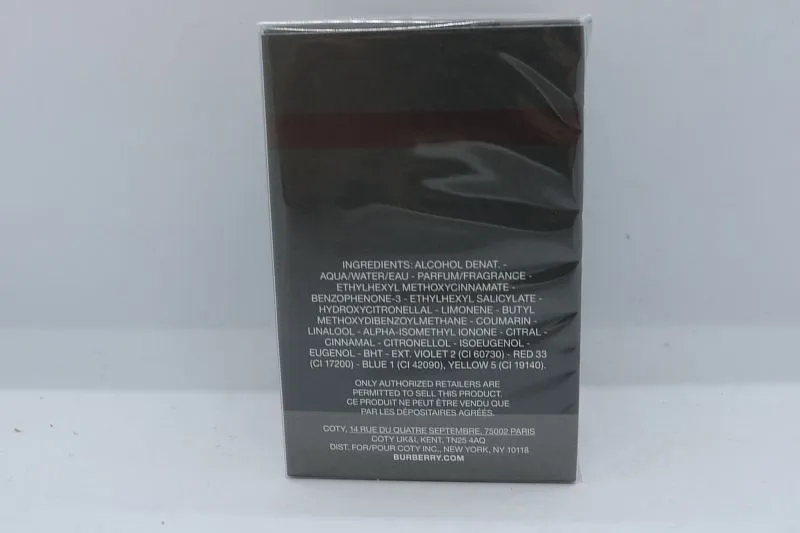 INGREDIENTS: ALCOHOL DENAT. -
AQUA/WATER/EAU - PARFUM/FRAGRANCE -
ETHYLHEXYL METHOXYCINNAMATE -
BENZOPHENONE-3 - ETHYLHEXYL SALICYLATE -
HYDROXYCITRONELLAL - LIMONENE - BUTYL
METHOXYDIBENZOYLMETHANE - COUMARIN -
LINALOOL - ALPHA-ISOMETHYL IONONE - CITRAL -
CINNAMAL - CITRONELLOL - ISOEUGENOL -
EUGENOL - BHT - EXT. VIOLET 2 (CI 60730) - RED 33
(CI 17200) - BLUE 1 (CI 42090), YELLOW 5 (CI 19140).
ONLY AUTHORIZED RETAILERS ARE
PERMITTED TO SELL THIS PRODUCT.
CE PRODUIT NE PEUT ÊTRE VENDU QUE
PAR LES DÉPOSITAIRES AGRÉÉS.
COTY, 14 RUE DU QUATRE SEPTEMBRE, 75002 PARIS
COTY UK&I, KENT, TN25 4AQ
DIST. FOR/POUR COTY INC., NEW YORK, NY 10118
BURBERRY.COM